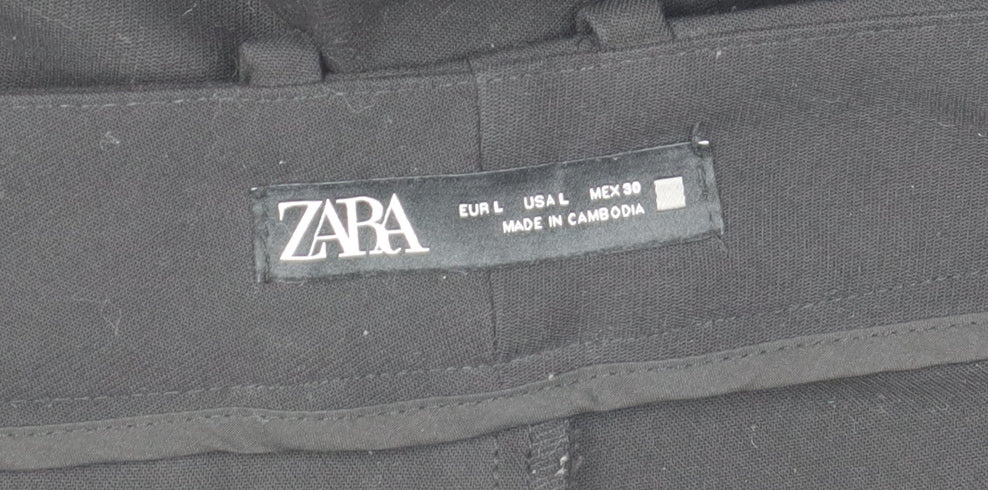 ZARA
EUR L USA L MEX 30
MADE IN CAMBODIA